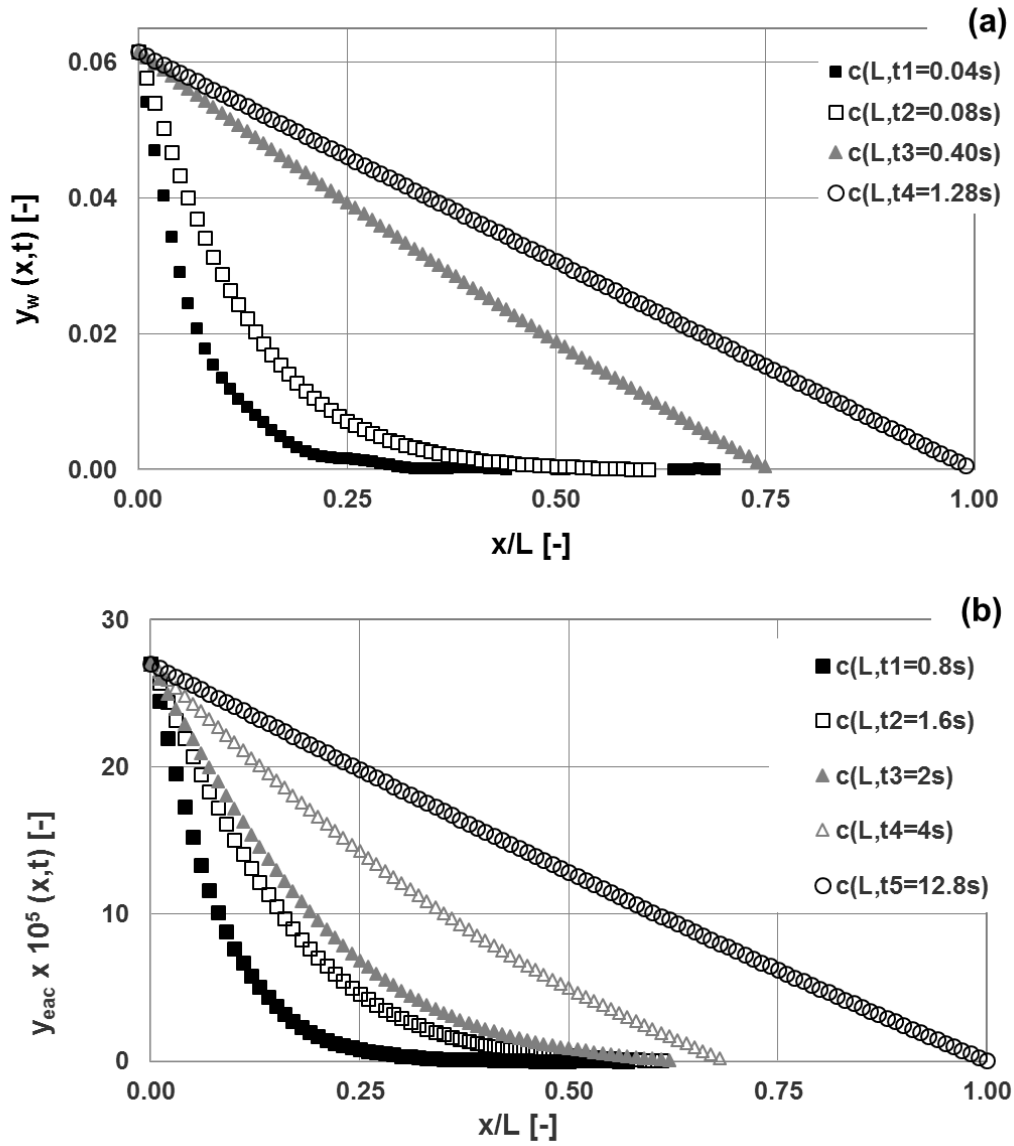 (a)
0.06
0.04
0.02
0.00
y_w (x,t) [-]
c(L,t1=0.04s)
c(L,t2=0.08s)
c(L,t3=0.40s)
c(L,t4=1.28s)
0.00 0.25 0.50 0.75 1.00
x/L [-]
(b)
30
20
10
0
y_eac x 10⁵ (x,t) [-]
c(L,t1=0.8s)
c(L,t2=1.6s)
c(L,t3=2s)
c(L,t4=4s)
c(L,t5=12.8s)
0.00 0.25 0.50 0.75 1.00
x/L [-]